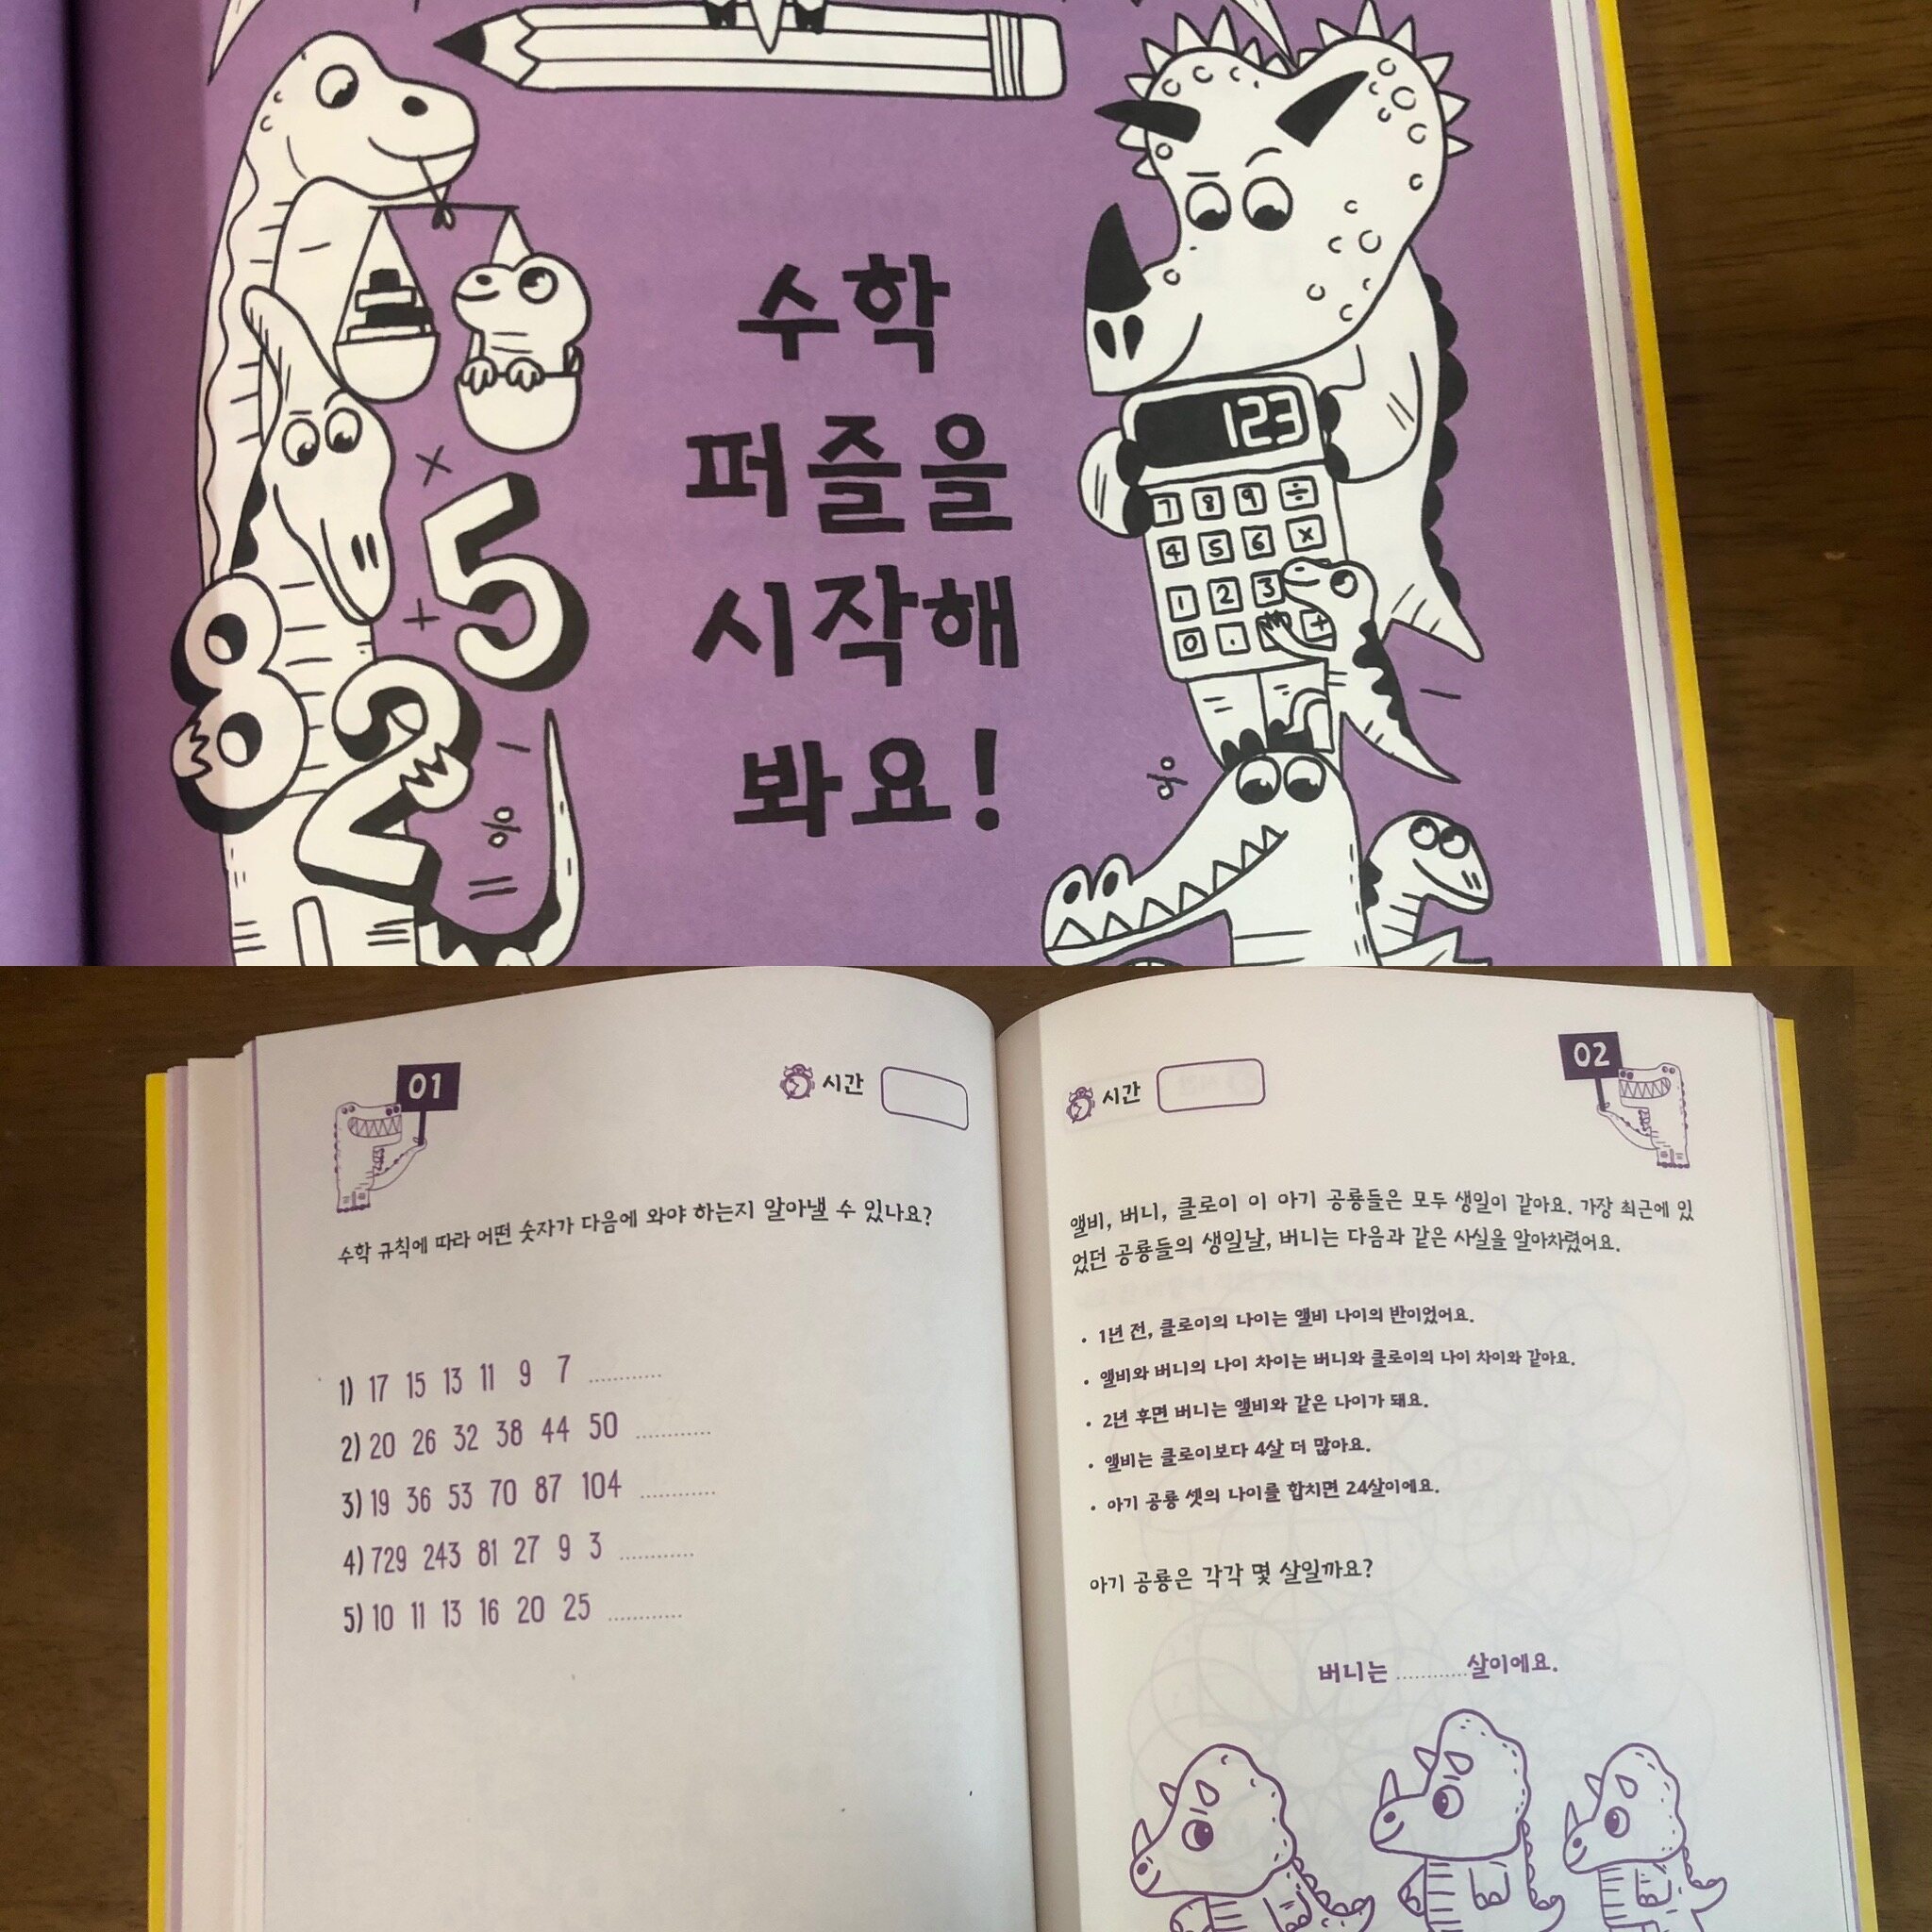 수학
퍼즐을
시작해
봐요!
123
7 8 9 ÷
4 5 6 x
1 2 3
0 . +
×
5
+
8
2
-
÷
=
%
01
시간
수학 규칙에 따라 어떤 숫자가 다음에 와야 하는지 알아낼 수 있나요?
1) 17 15 13 11 9 7 ............
2) 20 26 32 38 44 50 ............
3) 19 36 53 70 87 104 ............
4) 729 243 81 27 9 3 ............
5) 10 11 13 16 20 25 ............
시간
02
앨비, 버니, 클로이 이 아기 공룡들은 모두 생일이 같아요. 가장 최근에 있
었던 공룡들의 생일날, 버니는 다음과 같은 사실을 알아차렸어요.
• 1년 전, 클로이의 나이는 앨비 나이의 반이었어요.
• 앨비와 버니의 나이 차이는 버니와 클로이의 나이 차이와 같아요.
• 2년 후면 버니는 앨비와 같은 나이가 돼요.
• 앨비는 클로이보다 4살 더 많아요.
• 아기 공룡 셋의 나이를 합치면 24살이에요.
아기 공룡은 각각 몇 살일까요?
버니는 ............살이에요.